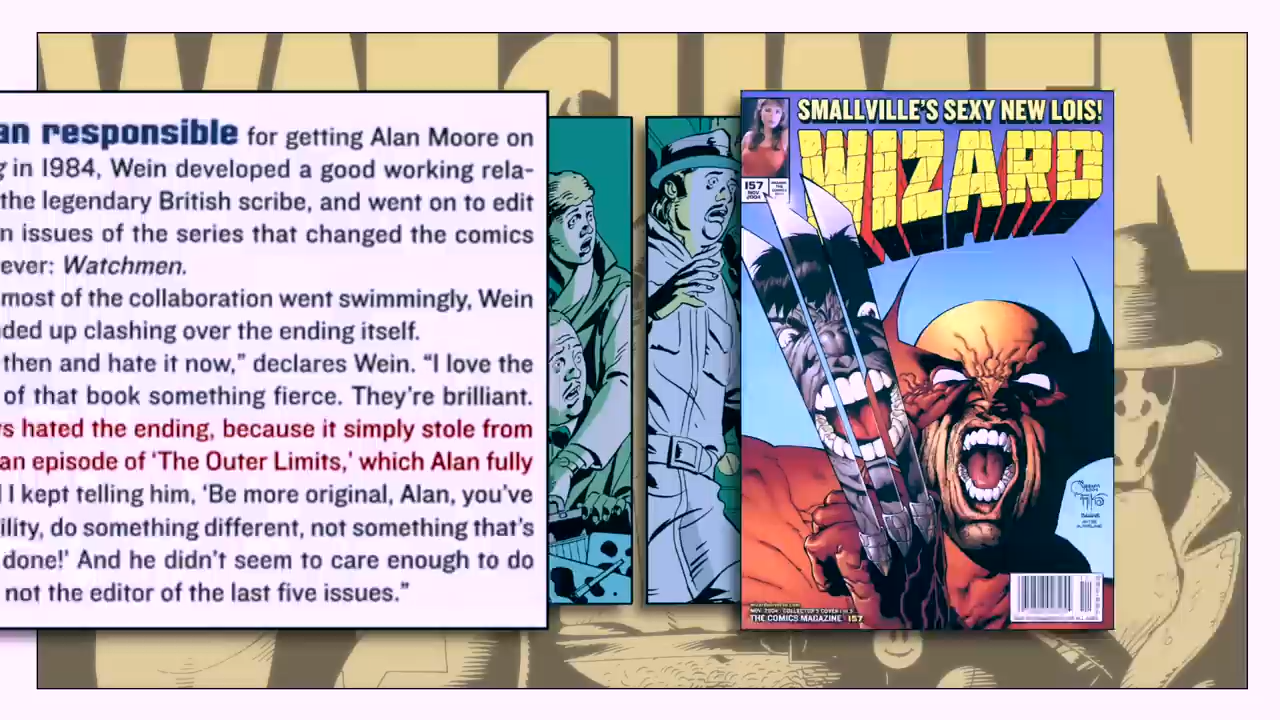 WATCHMEN
an responsible for getting Alan Moore on
g in 1984, Wein developed a good working rela-
the legendary British scribe, and went on to edit
n issues of the series that changed the comics
ever: Watchmen.
most of the collaboration went swimmingly, Wein
ded up clashing over the ending itself.
then and hate it now,” declares Wein. “I love the
of that book something fierce. They’re brilliant.
s hated the ending, because it simply stole from
an episode of ‘The Outer Limits,’ which Alan fully
I kept telling him, ‘Be more original, Alan, you’ve
ility, do something different, not something that’s
done!’ And he didn’t seem to care enough to do
not the editor of the last five issues.”
SMALLVILLE'S SEXY NEW LOIS!
WIZARD
157
NOV.
2004
THE COMICS MAGAZINE 157